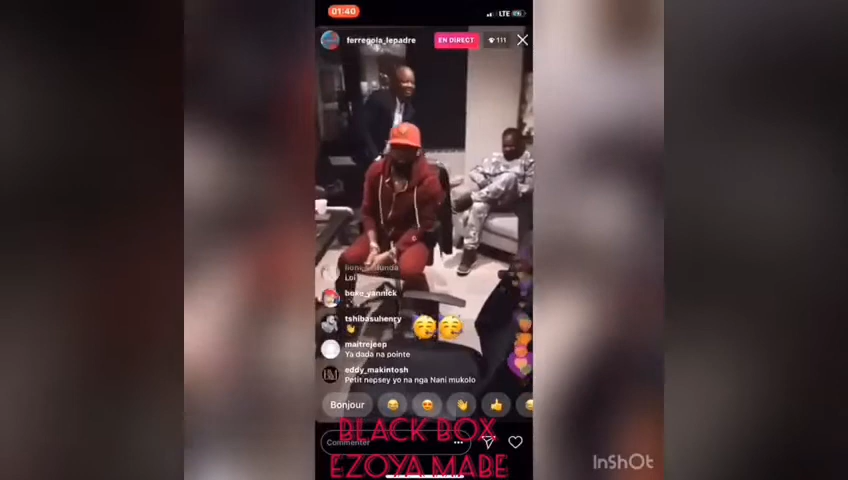 01:40
LTE
ferregola_lepadre
EN DIRECT
111
Loi
boke_yannick
tshibasuhenry
maitrejeep
Ya dada na pointe
eddy_makintosh
Petit nepsey yo na nga Nani mukolo
Bonjour
Commenter
BLACK BOX
EZOYA MABE
InShOt